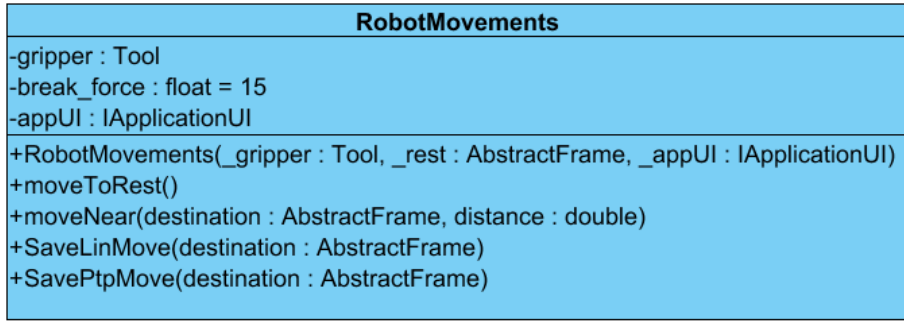 RobotMovements
-gripper : Tool
-break_force : float = 15
-appUI : IApplicationUI
+RobotMovements(_gripper : Tool, _rest : AbstractFrame, _appUI : IApplicationUI)
+moveToRest()
+moveNear(destination : AbstractFrame, distance : double)
+SaveLinMove(destination : AbstractFrame)
+SavePtpMove(destination : AbstractFrame)